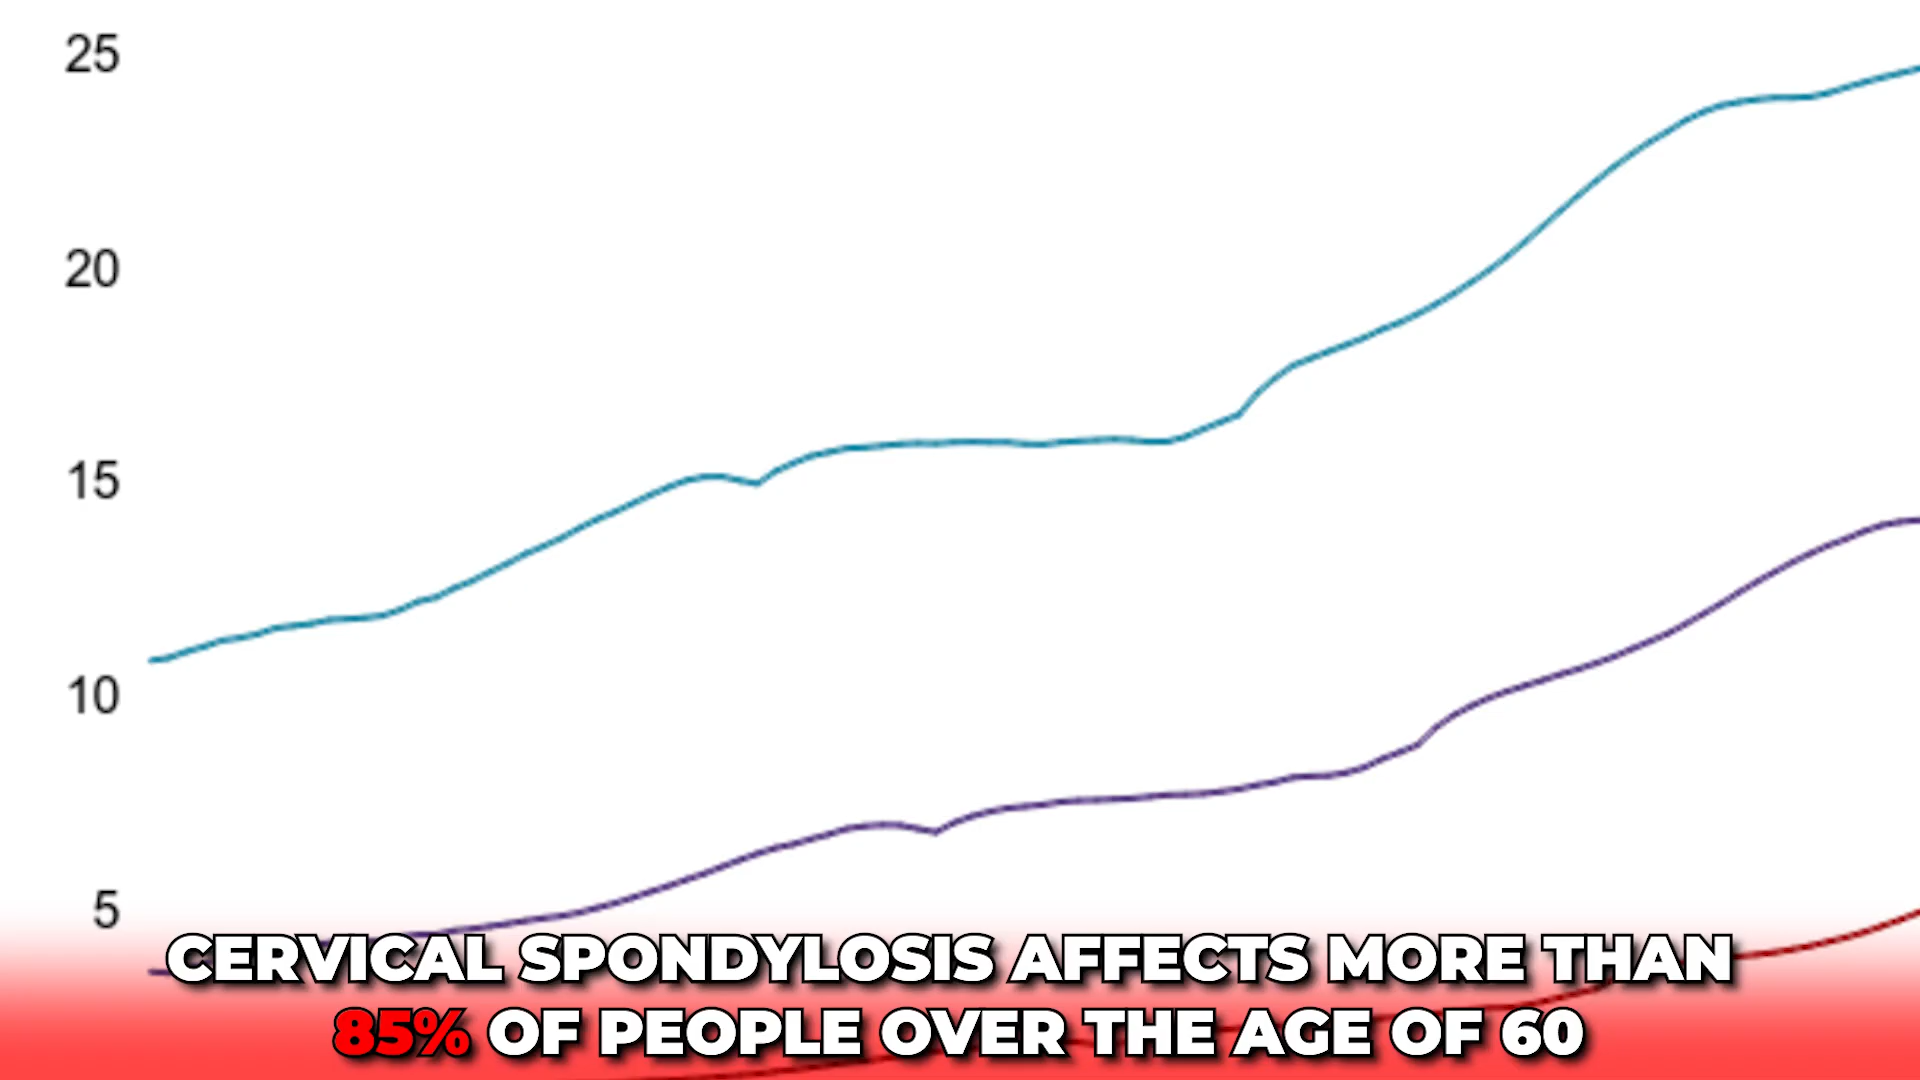 25
20
15
10
5
CERVICAL SPONDYLOSIS AFFECTS MORE THAN
85% OF PEOPLE OVER THE AGE OF 60